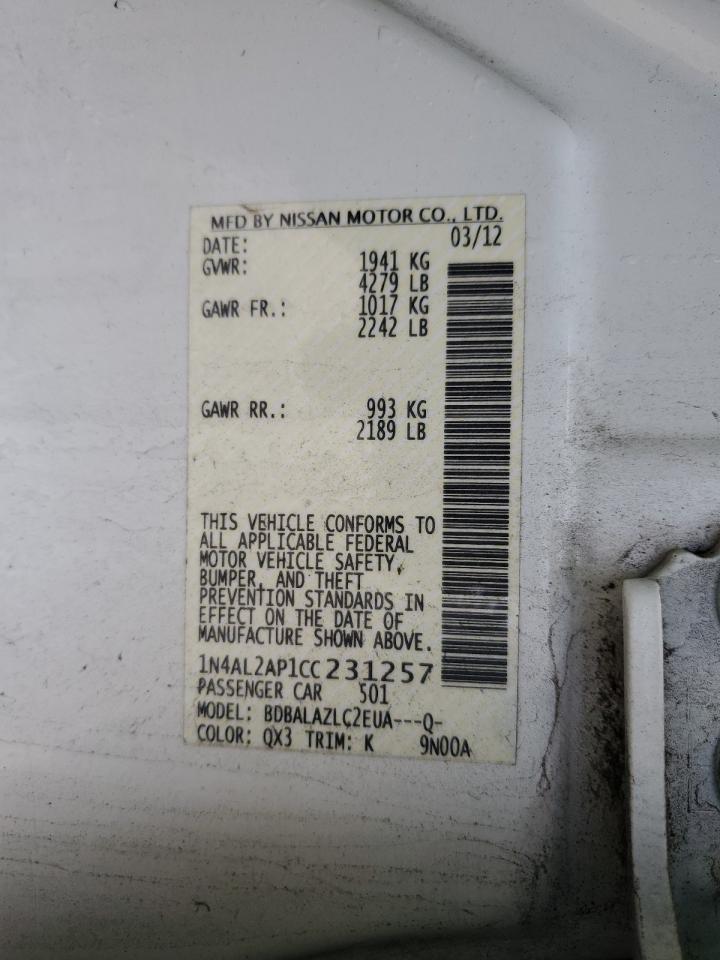 MFD BY NISSAN MOTOR CO., LTD.
DATE: 03/12
GVWR: 1941 KG
4279 LB
GAWR FR.: 1017 KG
2242 LB
GAWR RR.: 993 KG
2189 LB
THIS VEHICLE CONFORMS TO
ALL APPLICABLE FEDERAL
MOTOR VEHICLE SAFETY,
BUMPER, AND THEFT
PREVENTION STANDARDS IN
EFFECT ON THE DATE OF
MANUFACTURE SHOWN ABOVE.
1N4AL2AP1CC231257
PASSENGER CAR 501
MODEL: BDBALAZLC2EUA---Q-
COLOR: QX3 TRIM: K 9N00A